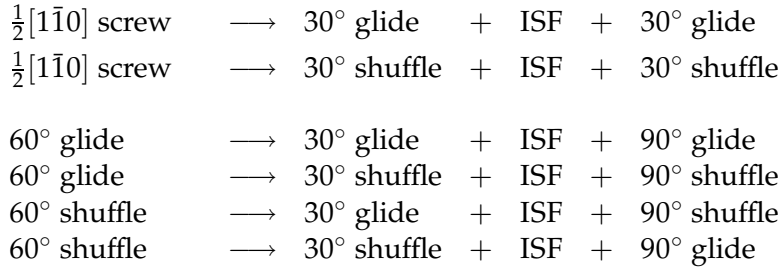 ½[11̄0] screw ⟶ 30° glide + ISF + 30° glide
½[11̄0] screw ⟶ 30° shuffle + ISF + 30° shuffle
60° glide ⟶ 30° glide + ISF + 90° glide
60° glide ⟶ 30° shuffle + ISF + 90° shuffle
60° shuffle ⟶ 30° glide + ISF + 90° shuffle
60° shuffle ⟶ 30° shuffle + ISF + 90° glide